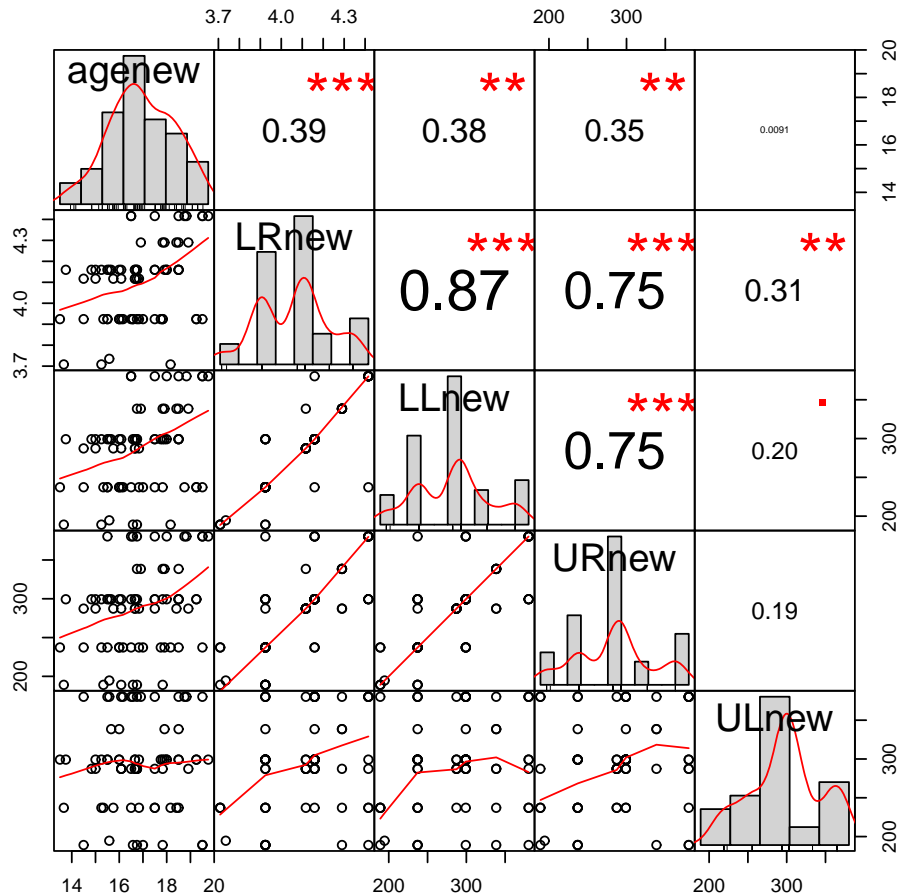 3.7 4.0 4.3 200 300
agenew *** ** **
0.39 0.38 0.35 0.0091
14 16 18 20
LRnew *** *** **
0.87 0.75 0.31
3.7 4.0 4.3
LLnew ***
0.75 0.20
200 300
URnew
0.19
200 300
ULnew
200 300
14 16 18 20 200 300 200 300